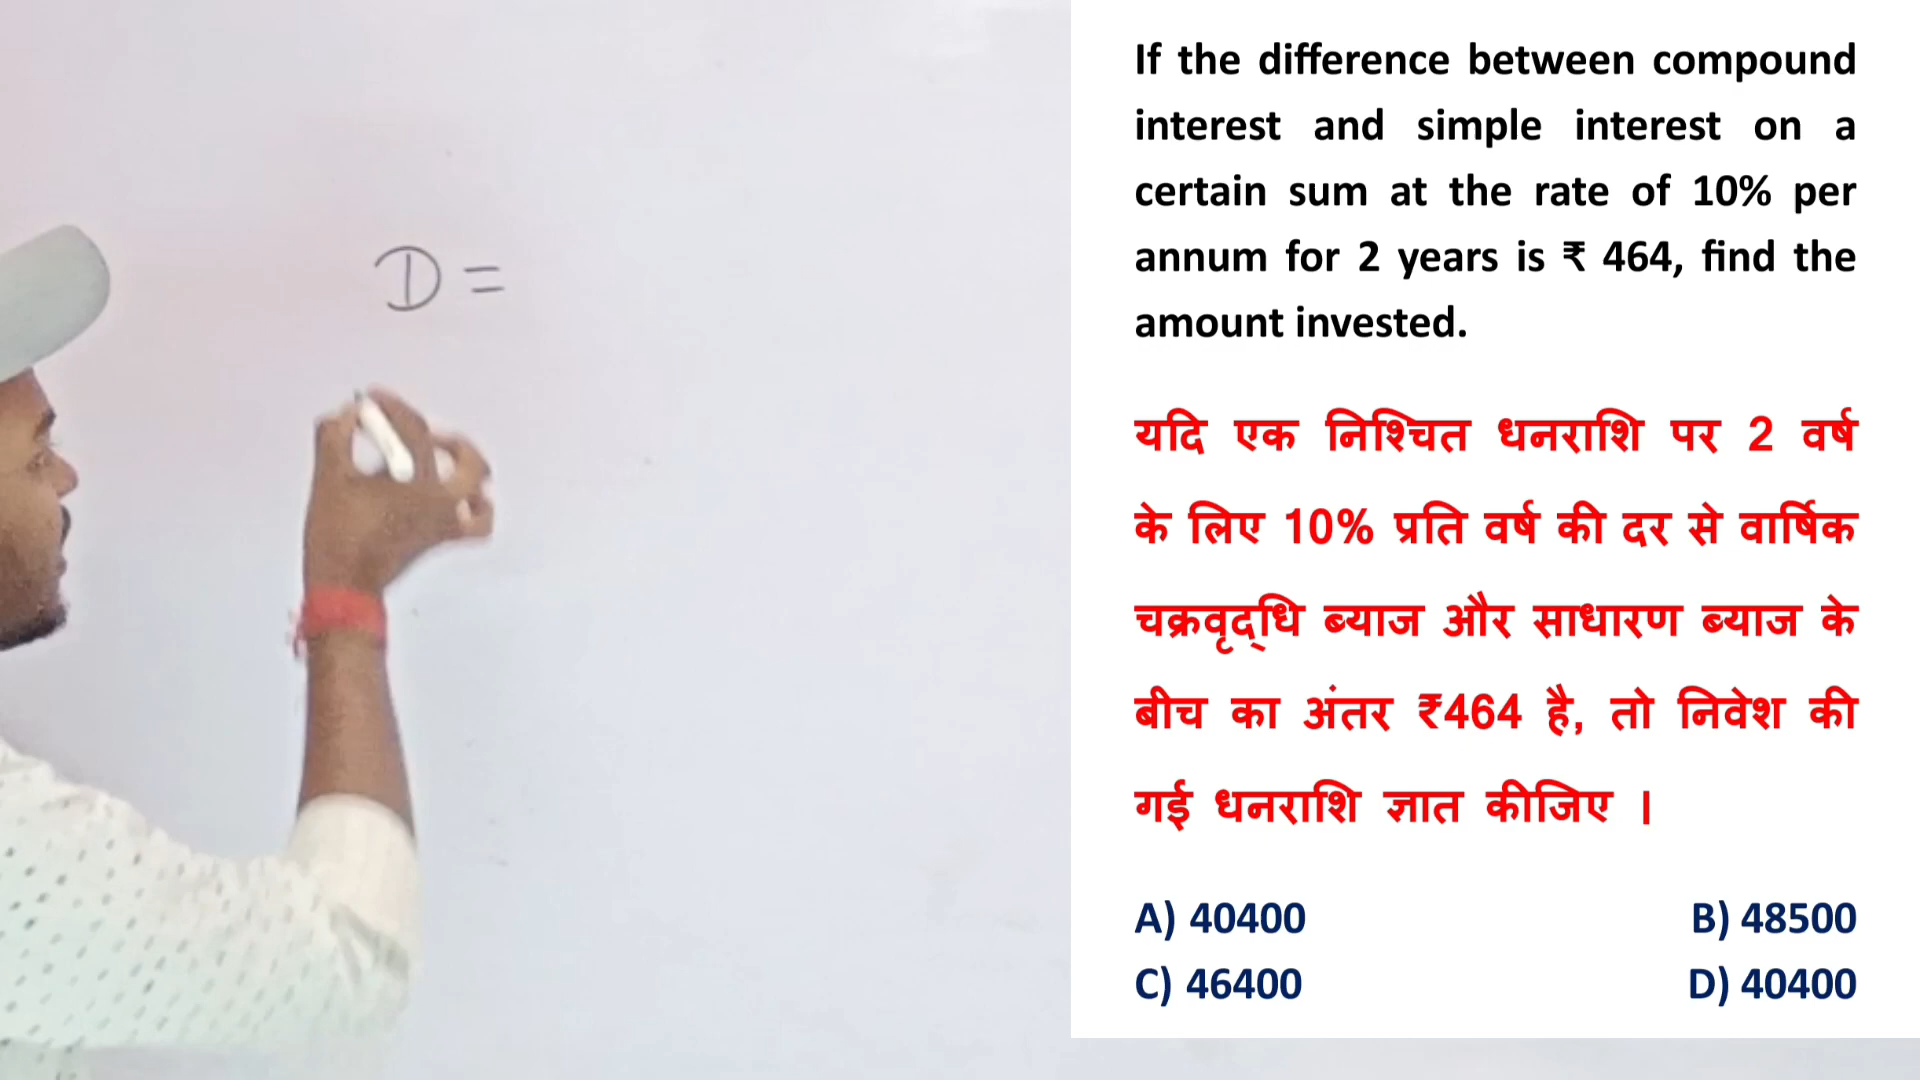 D =
If the difference between compound
interest and simple interest on a
certain sum at the rate of 10% per
annum for 2 years is ₹ 464, find the
amount invested.
यदि एक निश्चित धनराशि पर 2 वर्ष
के लिए 10% प्रति वर्ष की दर से वार्षिक
चक्रवृद्धि ब्याज और साधारण ब्याज के
बीच का अंतर ₹464 है, तो निवेश की
गई धनराशि ज्ञात कीजिए ।
A) 40400 B) 48500
C) 46400 D) 40400